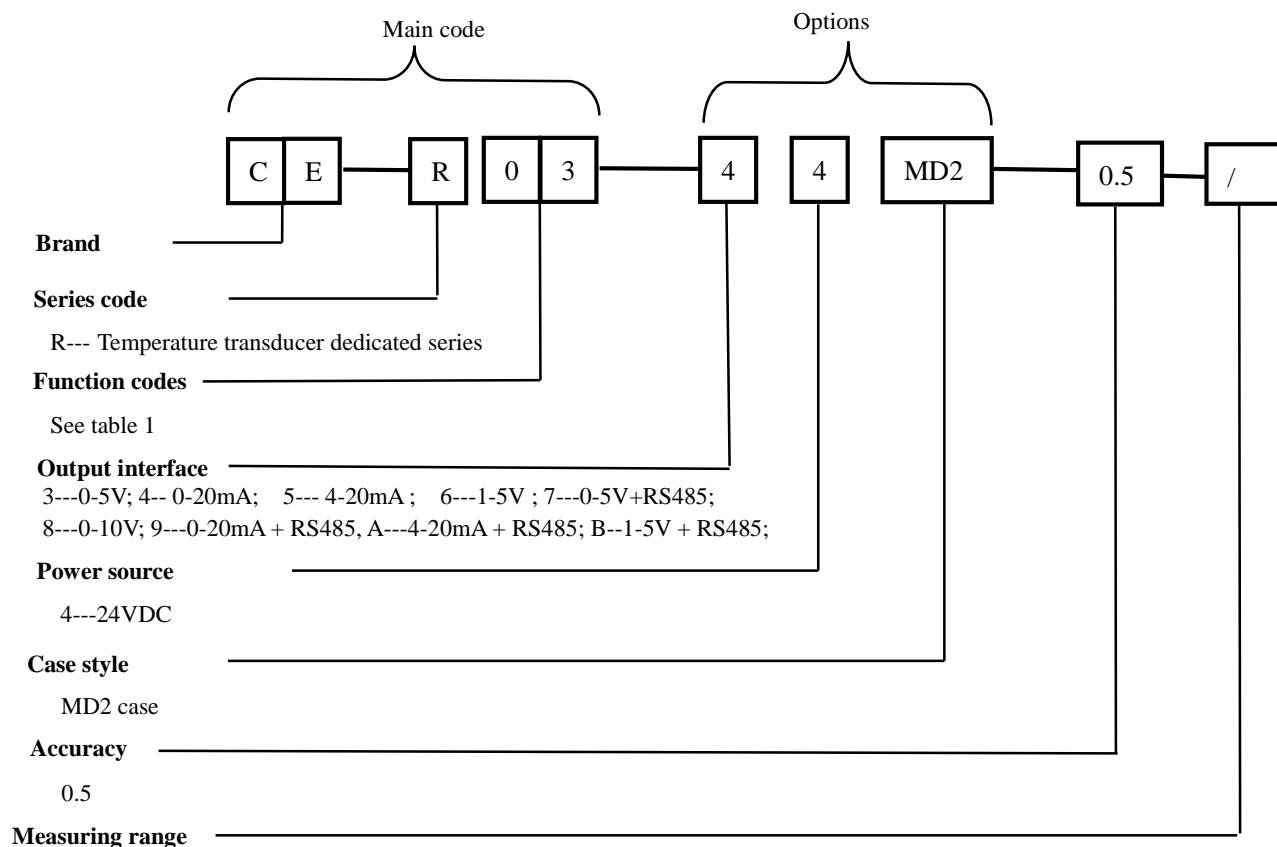 Main code
Options
C E R 0 3 4 4 MD2 0.5 /
Brand
Series code
R--- Temperature transducer dedicated series
Function codes
See table 1
Output interface
3---0-5V; 4-- 0-20mA; 5--- 4-20mA ; 6---1-5V ; 7---0-5V+RS485;
8---0-10V; 9---0-20mA + RS485, A---4-20mA + RS485; B--1-5V + RS485;
Power source
4---24VDC
Case style
MD2 case
Accuracy
0.5
Measuring range